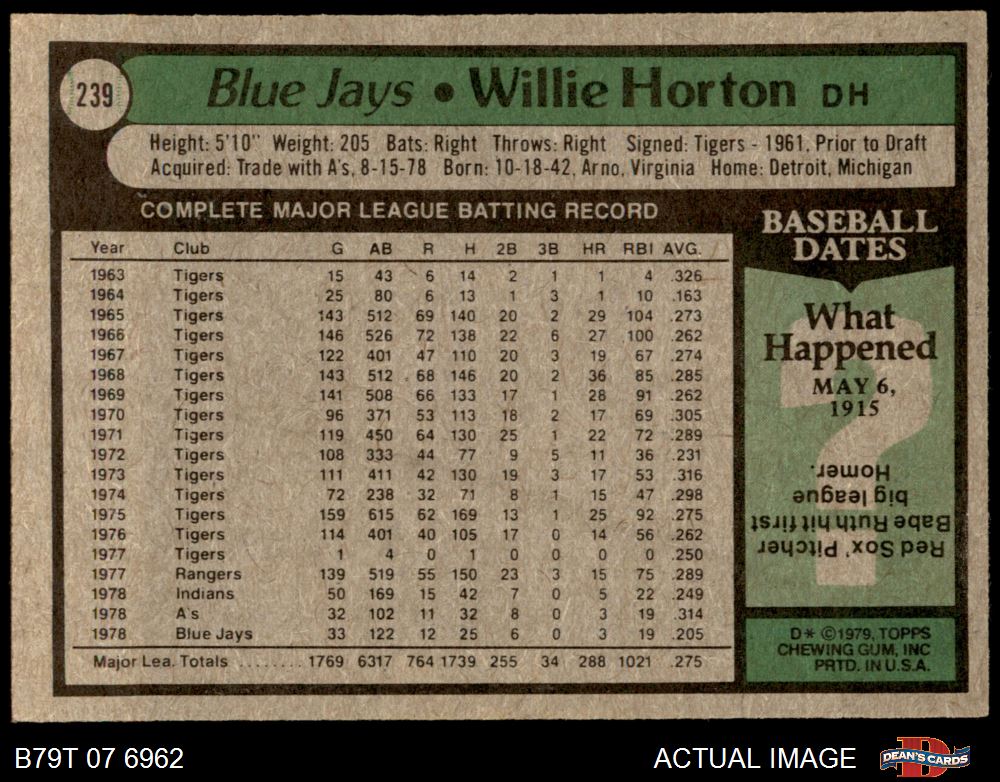 239
Blue Jays • Willie Horton DH
Height: 5'10" Weight: 205 Bats: Right Throws: Right Signed: Tigers - 1961, Prior to Draft
Acquired: Trade with A's, 8-15-78 Born: 10-18-42, Arno, Virginia Home: Detroit, Michigan
COMPLETE MAJOR LEAGUE BATTING RECORD
Year Club G AB R H 2B 3B HR RBI AVG.
1963 Tigers 15 43 6 14 2 1 1 4 .326
1964 Tigers 25 80 6 13 1 3 1 10 .163
1965 Tigers 143 512 69 140 20 2 29 104 .273
1966 Tigers 146 526 72 138 22 6 27 100 .262
1967 Tigers 122 401 47 110 20 3 19 67 .274
1968 Tigers 143 512 68 146 20 2 36 85 .285
1969 Tigers 141 508 66 133 17 1 28 91 .262
1970 Tigers 96 371 53 113 18 2 17 69 .305
1971 Tigers 119 450 64 130 25 1 22 72 .289
1972 Tigers 108 333 44 77 9 5 11 36 .231
1973 Tigers 111 411 42 130 19 3 17 53 .316
1974 Tigers 72 238 32 71 8 1 15 47 .298
1975 Tigers 159 615 62 169 13 1 25 92 .275
1976 Tigers 114 401 40 105 17 0 14 56 .262
1977 Tigers 1 4 0 1 0 0 0 0 .250
1977 Rangers 139 519 55 150 23 3 15 75 .289
1978 Indians 50 169 15 42 7 0 5 22 .249
1978 A's 32 102 11 32 8 0 3 19 .314
1978 Blue Jays 33 122 12 25 6 0 3 19 .205
Major Lea. Totals ........ 1769 6317 764 1739 255 34 288 1021 .275
BASEBALL
DATES
What
Happened
MAY 6,
1915
?
Red Sox' Pitcher
Babe Ruth hit first
big league
Homer.
D* ©1979, TOPPS
CHEWING GUM, INC
PRTD. IN U.S.A.
B79T 07 6962
ACTUAL IMAGE
D
DEAN'S CARDS